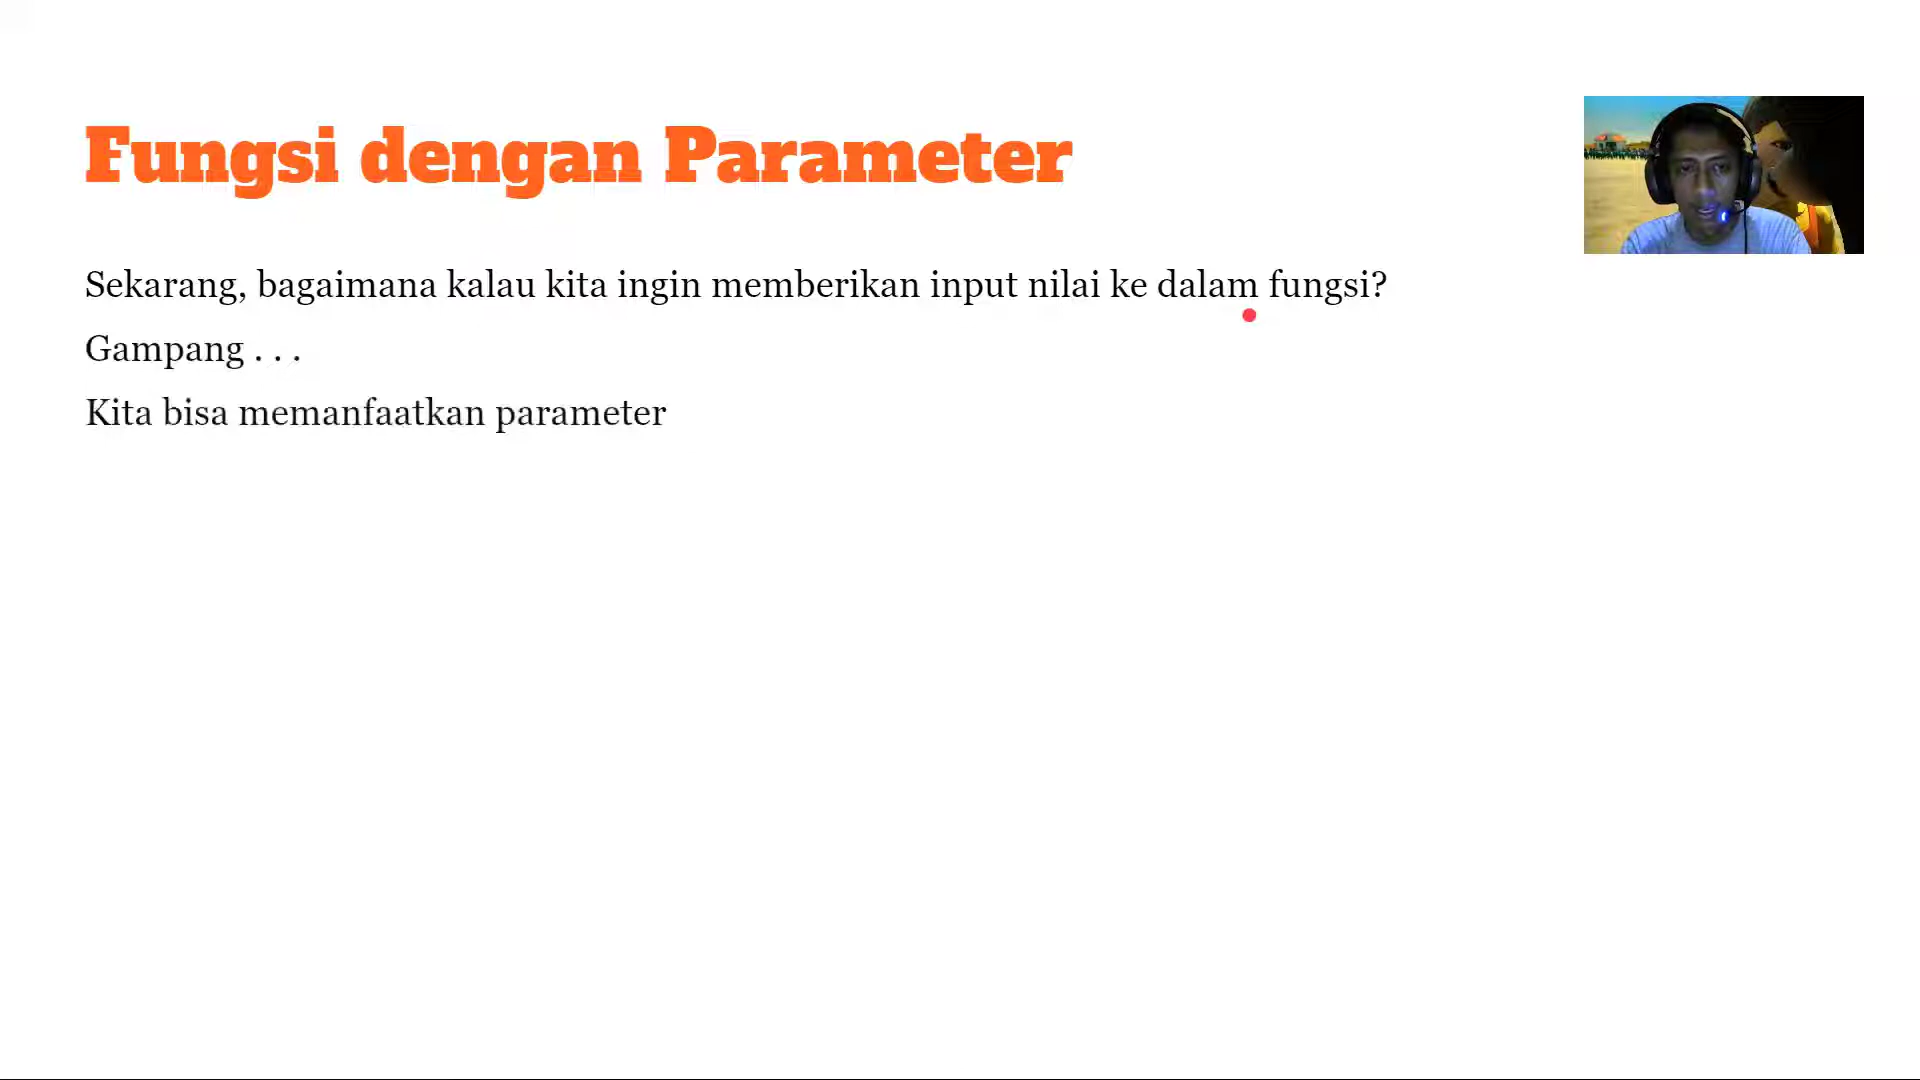 Fungsi dengan Parameter
Sekarang, bagaimana kalau kita ingin memberikan input nilai ke dalam fungsi?
Gampang . . .
Kita bisa memanfaatkan parameter